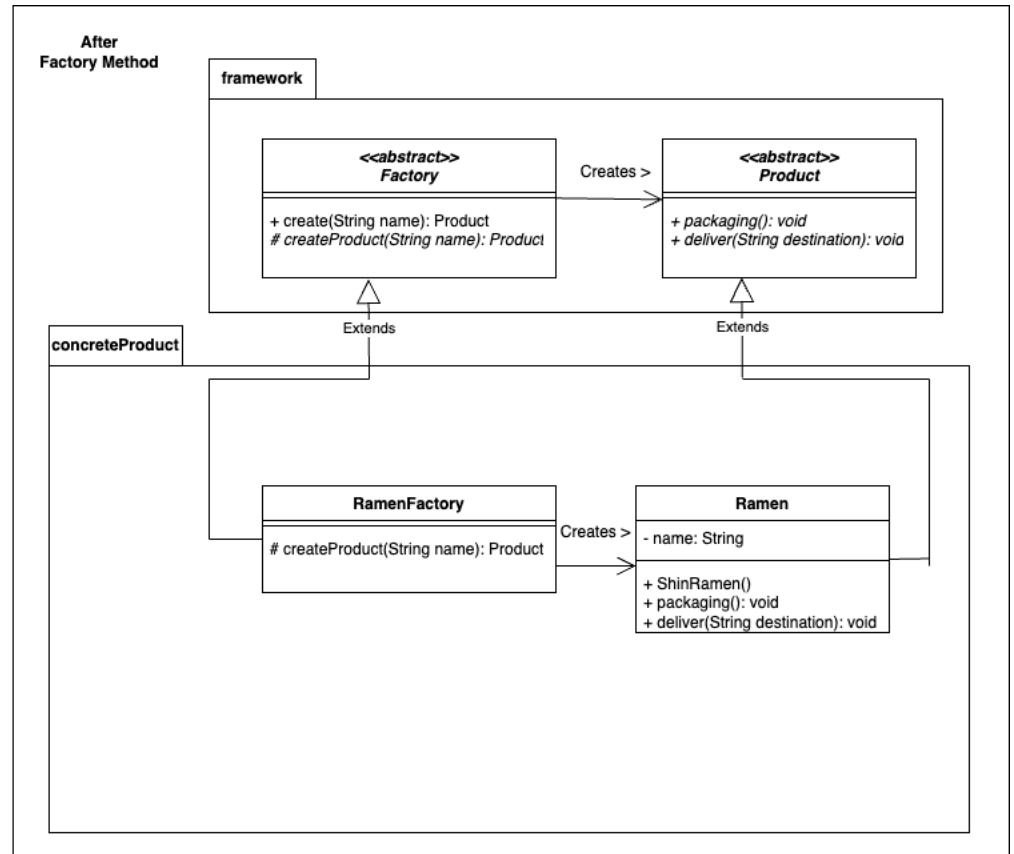 After
Factory Method
framework
<<abstract>>
Factory
+ create(String name): Product
# createProduct(String name): Product
Creates >
<<abstract>>
Product
+ packaging(): void
+ deliver(String destination): void
Extends
Extends
concreteProduct
RamenFactory
# createProduct(String name): Product
Creates >
Ramen
- name: String
+ ShinRamen()
+ packaging(): void
+ deliver(String destination): void